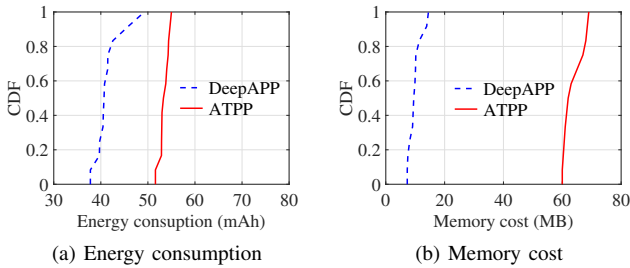 1
0.8
0.6
0.4
0.2
0
CDF
DeepAPP
ATPP
30 40 50 60 70 80
Energy consuption (mAh)
(a) Energy consumption
1
0.8
0.6
0.4
0.2
0
CDF
DeepAPP
ATPP
0 20 40 60 80
Memory cost (MB)
(b) Memory cost